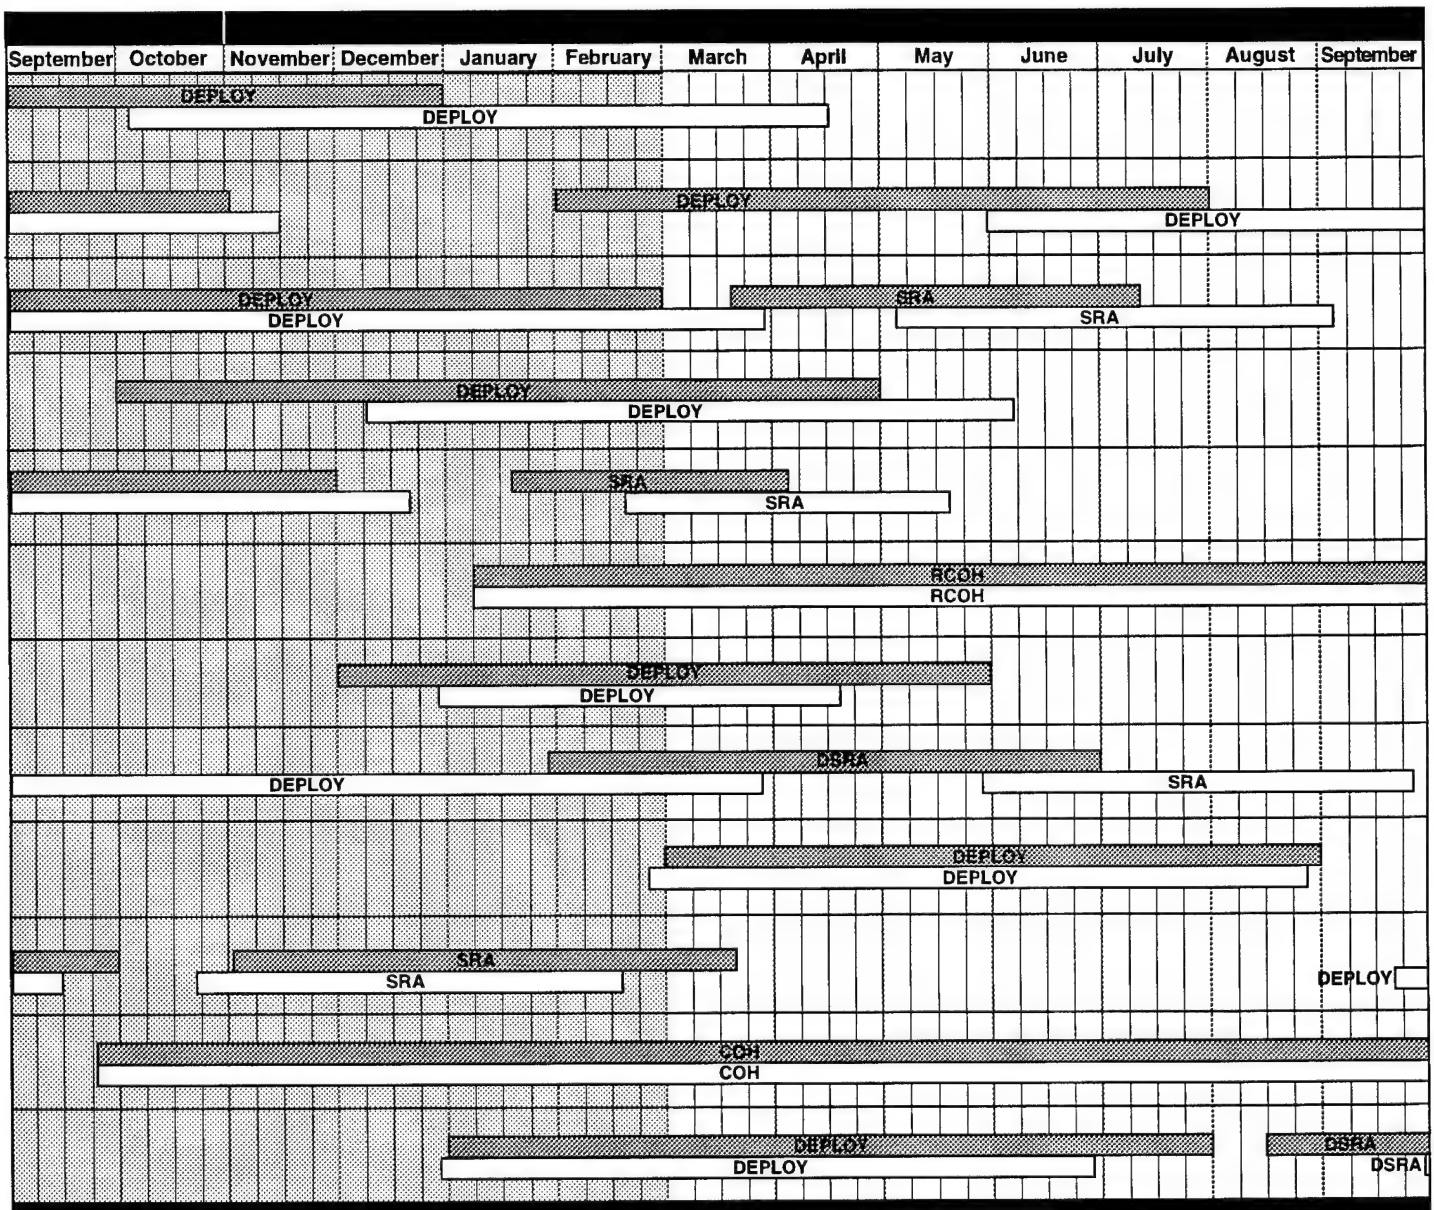 September October November December January February March April May June July August September
DEPLOY
DEPLOY
DEPLOY
DEPLOY
DEPLOY SRA
DEPLOY SRA
DEPLOY
DEPLOY
SRA
SRA
RCOH
RCOH
DEPLOY
DEPLOY
DSRA
DEPLOY SRA
DEPLOY
DEPLOY
SRA
SRA DEPLOY
COH
COH
DEPLOY DSRA
DEPLOY DSRA